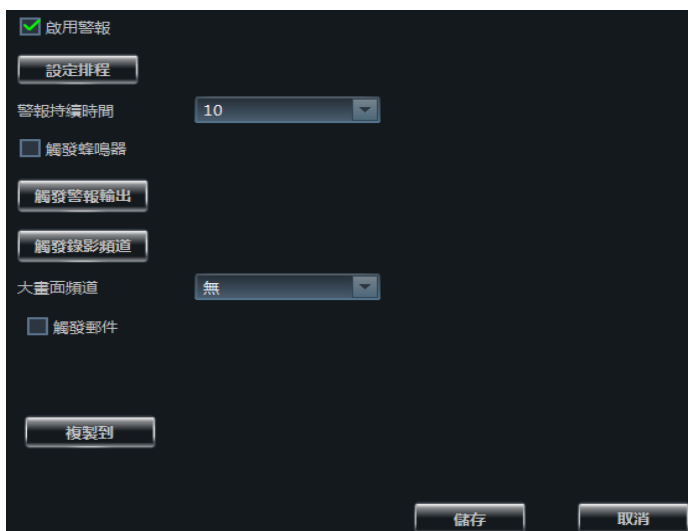 啟用警報
設定排程
警報持續時間 10
觸發蜂鳴器
觸發警報輸出
觸發錄影頻道
大畫面頻道 無
觸發郵件
複製到
儲存 取消